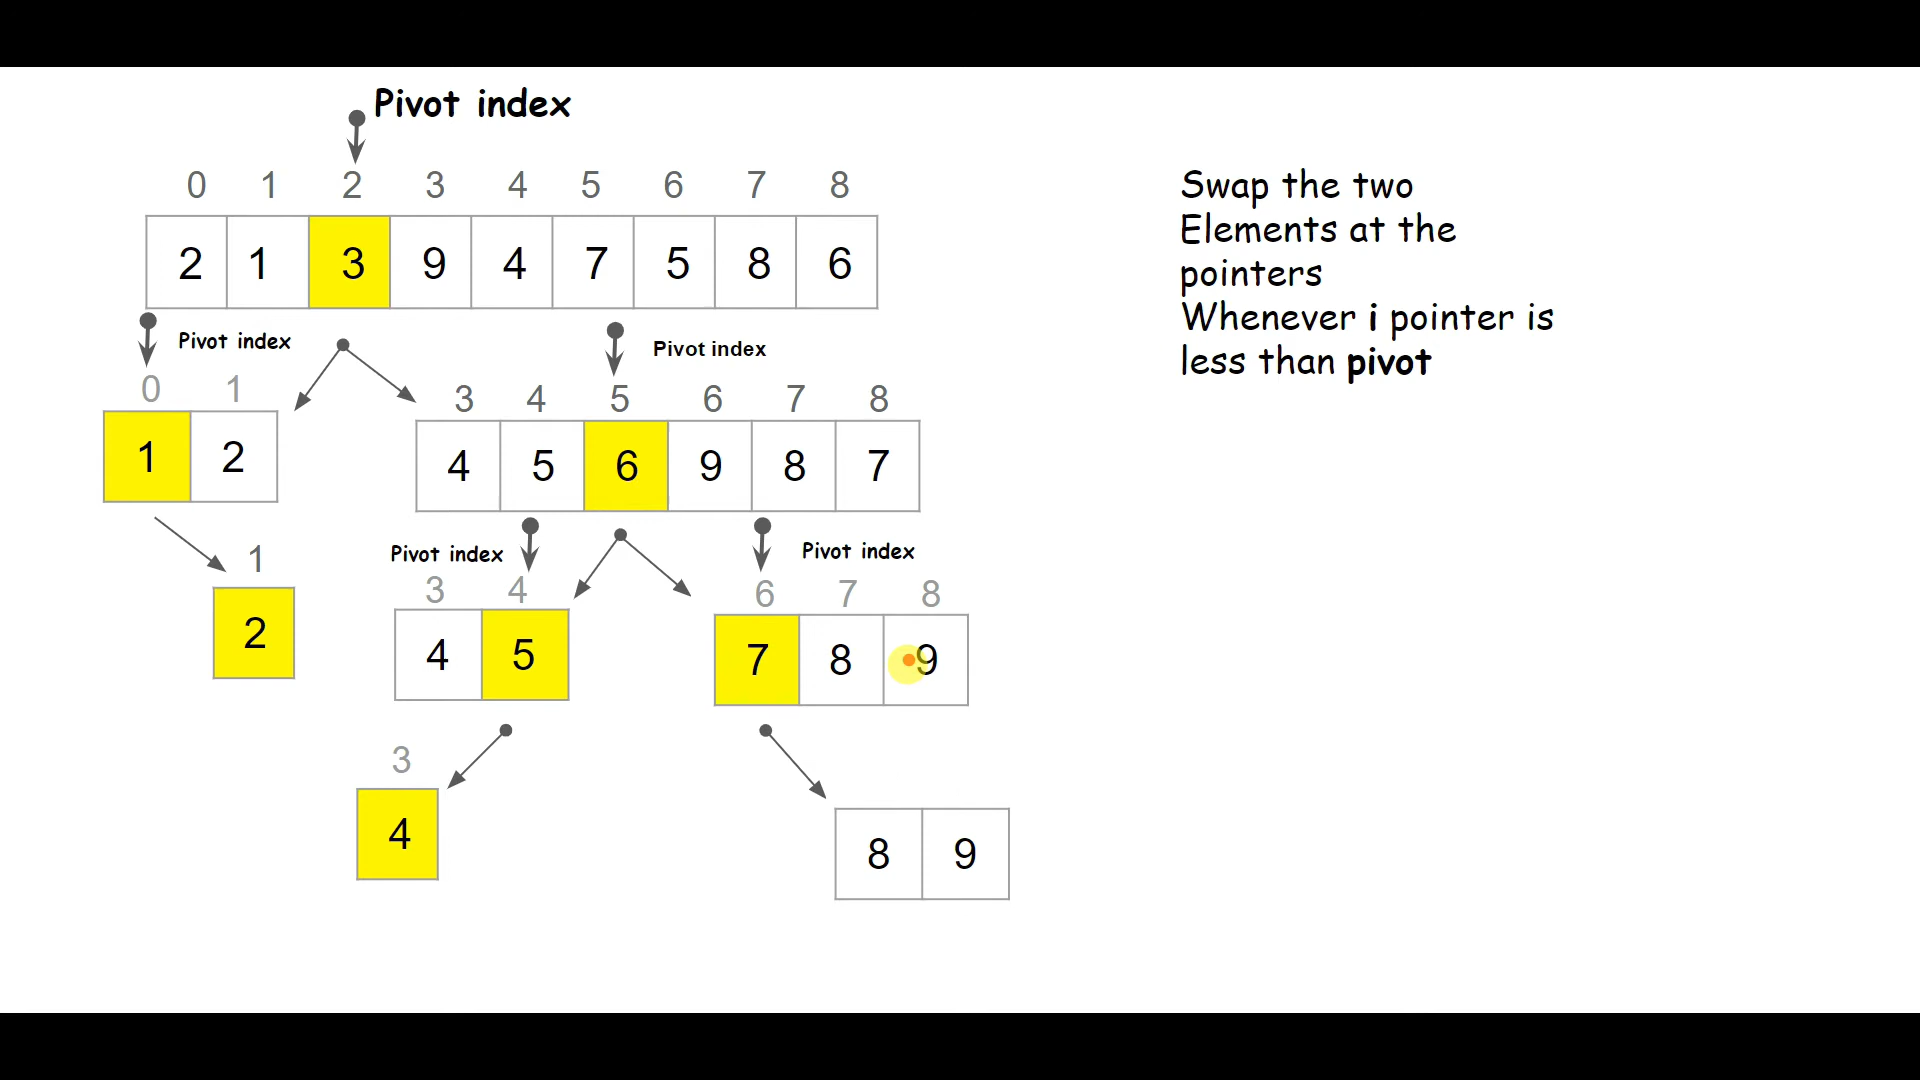 Pivot index
0 1 2 3 4 5 6 7 8
2 1 3 9 4 7 5 8 6
Pivot index
Pivot index
0 1
3 4 5 6 7 8
1 2
4 5 6 9 8 7
1
2
Pivot index
Pivot index
3 4
6 7 8
4 5
7 8 9
3
4
8 9
Swap the two
Elements at the
pointers
Whenever i pointer is
less than pivot